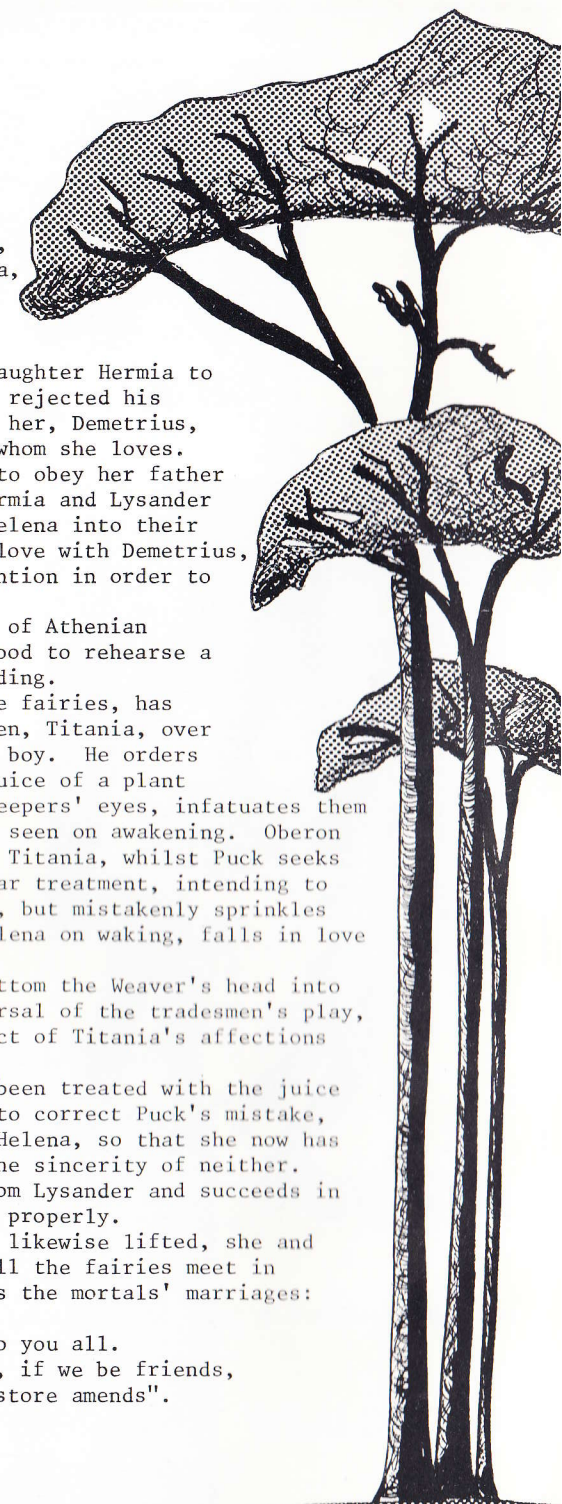 ,
a,
aughter Hermia to
rejected his
her, Demetrius,
whom she loves.
to obey her father
rmia and Lysander
elena into their
love with Demetrius,
ntion in order to
of Athenian
ood to rehearse a
ding.
e fairies, has
en, Titania, over
boy. He orders
uice of a plant
eepers' eyes, infatuates them
seen on awakening. Oberon
Titania, whilst Puck seeks
ar treatment, intending to
, but mistakenly sprinkles
lena on waking, falls in love
ttom the Weaver's head into
rsal of the tradesmen's play,
ct of Titania's affections
been treated with the juice
to correct Puck's mistake,
Helena, so that she now has
he sincerity of neither.
om Lysander and succeeds in
properly.
likewise lifted, she and
ll the fairies meet in
s the mortals' marriages:
o you all.
, if we be friends,
store amends".